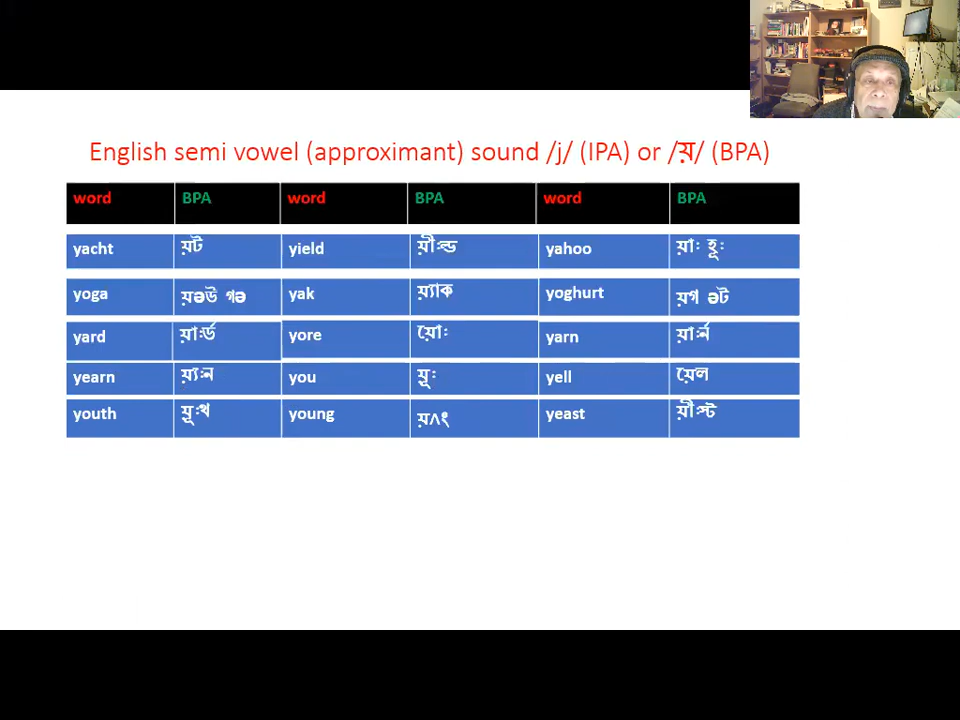 English semi vowel (approximant) sound /j/ (IPA) or /য়/ (BPA)
word BPA word BPA word BPA
yacht য়ট yield য়ীঃল্ড yahoo য়াঃ হূঃ
yoga য়əউ গə yak য়্যাক yoghurt য়গ əট
yard য়াঃর্ড yore য়োঃ yarn য়াঃর্ন
yearn য়্যঃন you য়ূঃ yell য়েল
youth য়ূঃথ young য়ʌং yeast য়ীঃস্ট